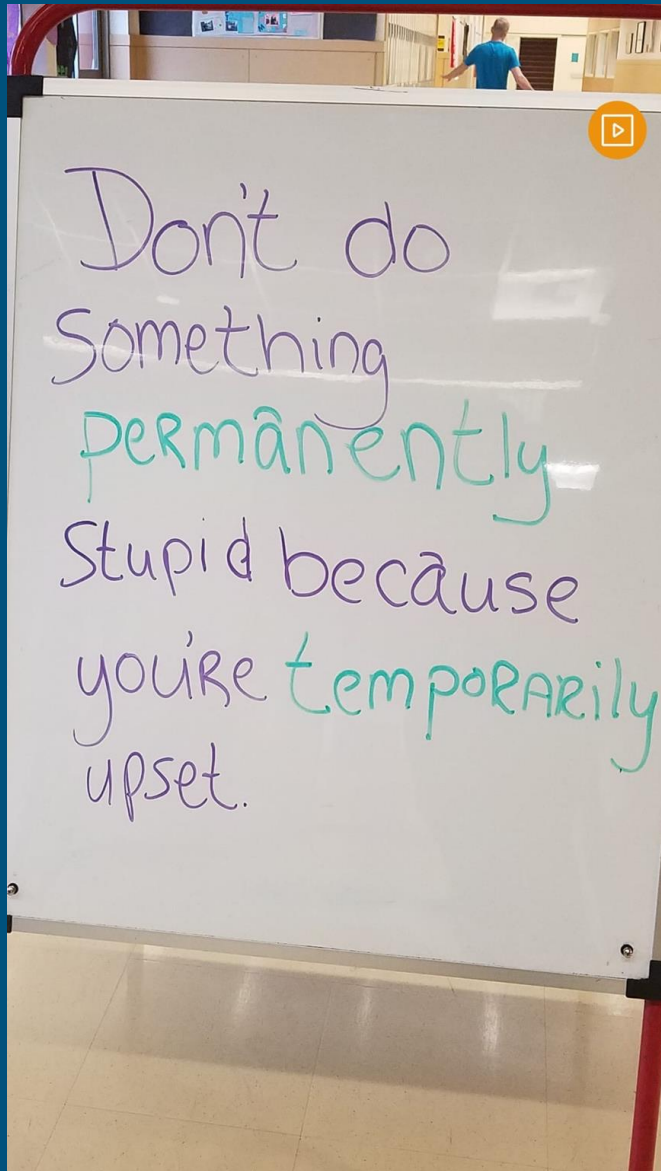 Don't do
something
peRmanently
Stupid because
you'Re
tempoRARily
upset.